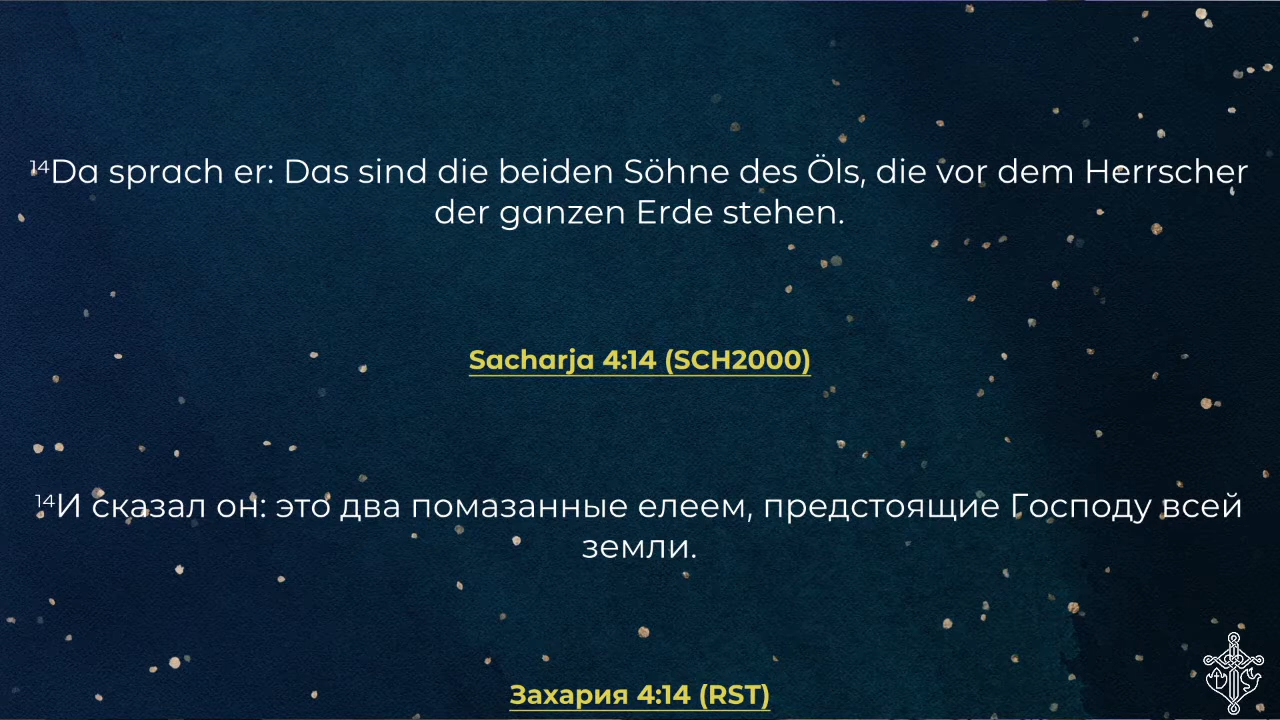 ¹⁴Da sprach er: Das sind die beiden Söhne des Öls, die vor dem Herrscher
der ganzen Erde stehen.
Sacharja 4:14 (SCH2000)
¹⁴И сказал он: это два помазанные елеем, предстоящие Господу всей
земли.
Захария 4:14 (RST)